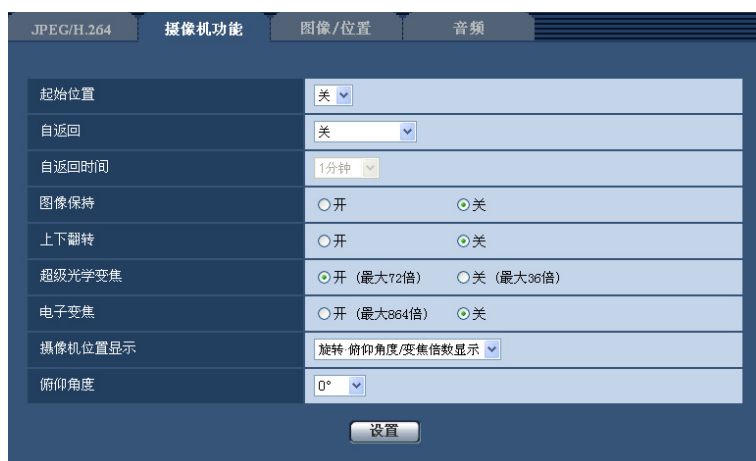 JPEG/H.264 摄像机功能 图像/位置 音频
起始位置 关
自返回 关
自返回时间 1分钟
图像保持 开 关
上下翻转 开 关
超级光学变焦 开 (最大72倍) 关 (最大36倍)
电子变焦 开 (最大864倍) 关
摄像机位置显示 旋转·俯仰角度/变焦倍数显示
俯仰角度 0°
设置